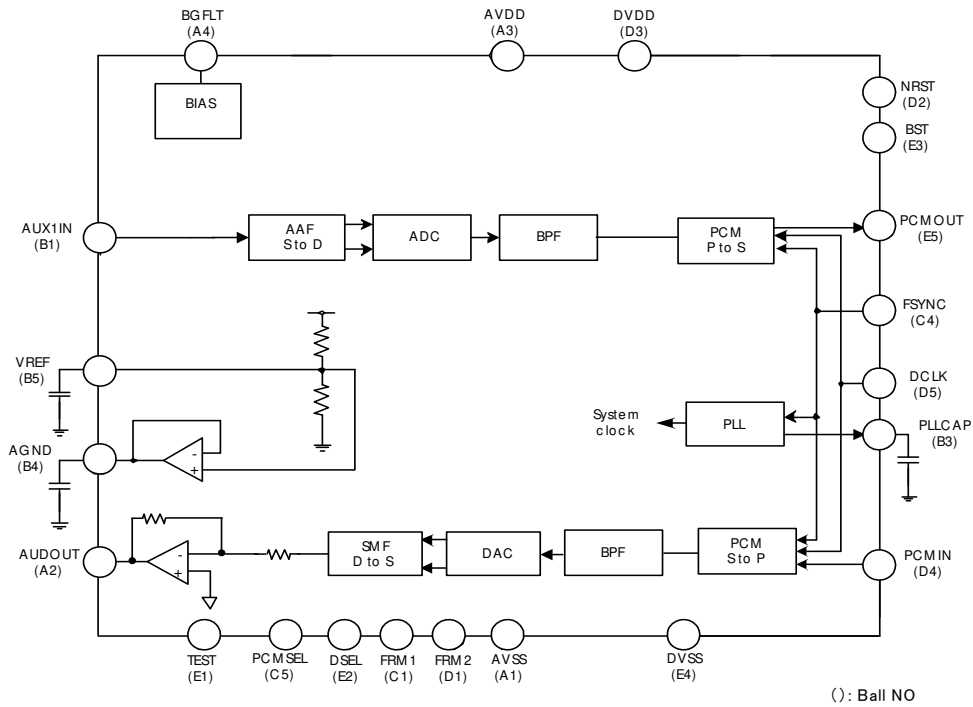 BGFLT
(A4)
AVDD
(A3)
DVDD
(D3)
BIAS
NRST
(D2)
BST
(E3)
AUX1IN
(B1)
AAF
S to D
ADC
BPF
PCM
P to S
PCMOUT
(E5)
FSYNC
(C4)
VREF
(B5)
DCLK
(D5)
System
clock
PLL
PLLCAP
(B3)
AGND
(B4)
-
+
AUDOUT
(A2)
-
+
SMF
D to S
DAC
BPF
PCM
S to P
PCMIN
(D4)
TEST
(E1)
PCMSEL
(C5)
DSEL
(E2)
FRM1
(C1)
FRM2
(D1)
AVSS
(A1)
DVSS
(E4)
( ): Ball NO